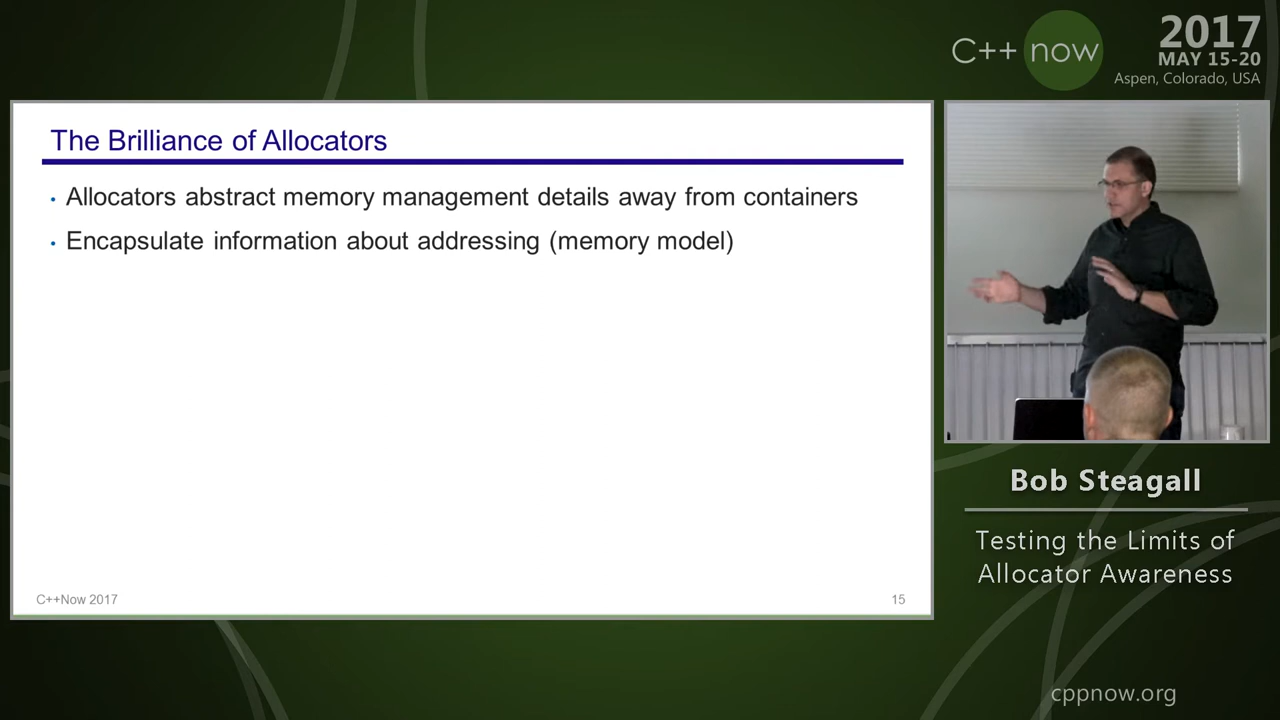 C++ now
2017
MAY 15-20
Aspen, Colorado, USA
The Brilliance of Allocators
• Allocators abstract memory management details away from containers
• Encapsulate information about addressing (memory model)
C++Now 2017
15
Bob Steagall
Testing the Limits of
Allocator Awareness
cppnow.org